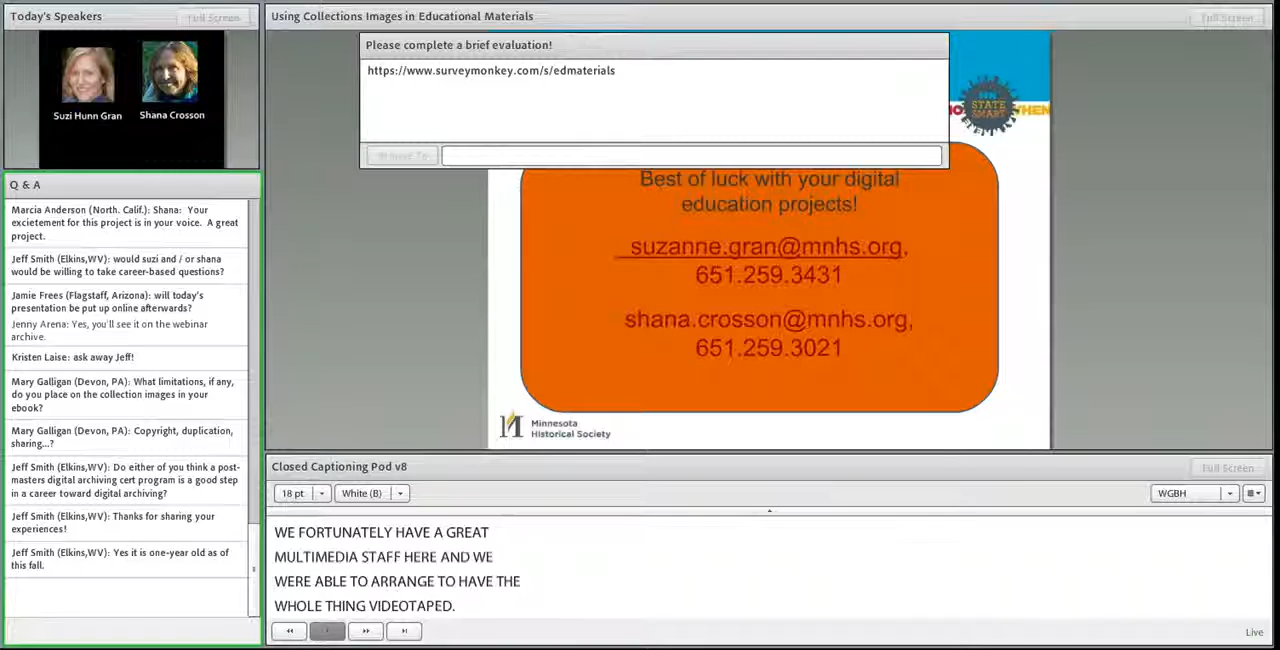 Today's Speakers
Full Screen
Suzi Hunn Gran
Shana Crosson
Q & A
Marcia Anderson (North. Calif.): Shana: Your
excietement for this project is in your voice. A great
project.
Jeff Smith (Elkins,WV): would suzi and / or shana
would be willing to take career-based questions?
Jamie Frees (Flagstaff, Arizona): will today's
presentation be put up online afterwards?
Jenny Arena: Yes, you'll see it on the webinar
archive.
Kristen Laise: ask away Jeff!
Mary Galligan (Devon, PA): What limitations, if any,
do you place on the collection images in your
ebook?
Mary Galligan (Devon, PA): Copyright, duplication,
sharing...?
Jeff Smith (Elkins,WV): Do either of you think a post-
masters digital archiving cert program is a good step
in a career toward digital archiving?
Jeff Smith (Elkins,WV): Thanks for sharing your
experiences!
Jeff Smith (Elkins,WV): Yes it is one-year old as of
this fall.
Using Collections Images in Educational Materials
Full Screen
Please complete a brief evaluation!
https://www.surveymonkey.com/s/edmaterials
Browse To
STATE
SMART
Best of luck with your digital
education projects!
suzanne.gran@mnhs.org,
651.259.3431
shana.crosson@mnhs.org,
651.259.3021
Minnesota
Historical Society
Closed Captioning Pod v8
Full Screen
18 pt
White (B)
WGBH
WE FORTUNATELY HAVE A GREAT
MULTIMEDIA STAFF HERE AND WE
WERE ABLE TO ARRANGE TO HAVE THE
WHOLE THING VIDEOTAPED.
Live